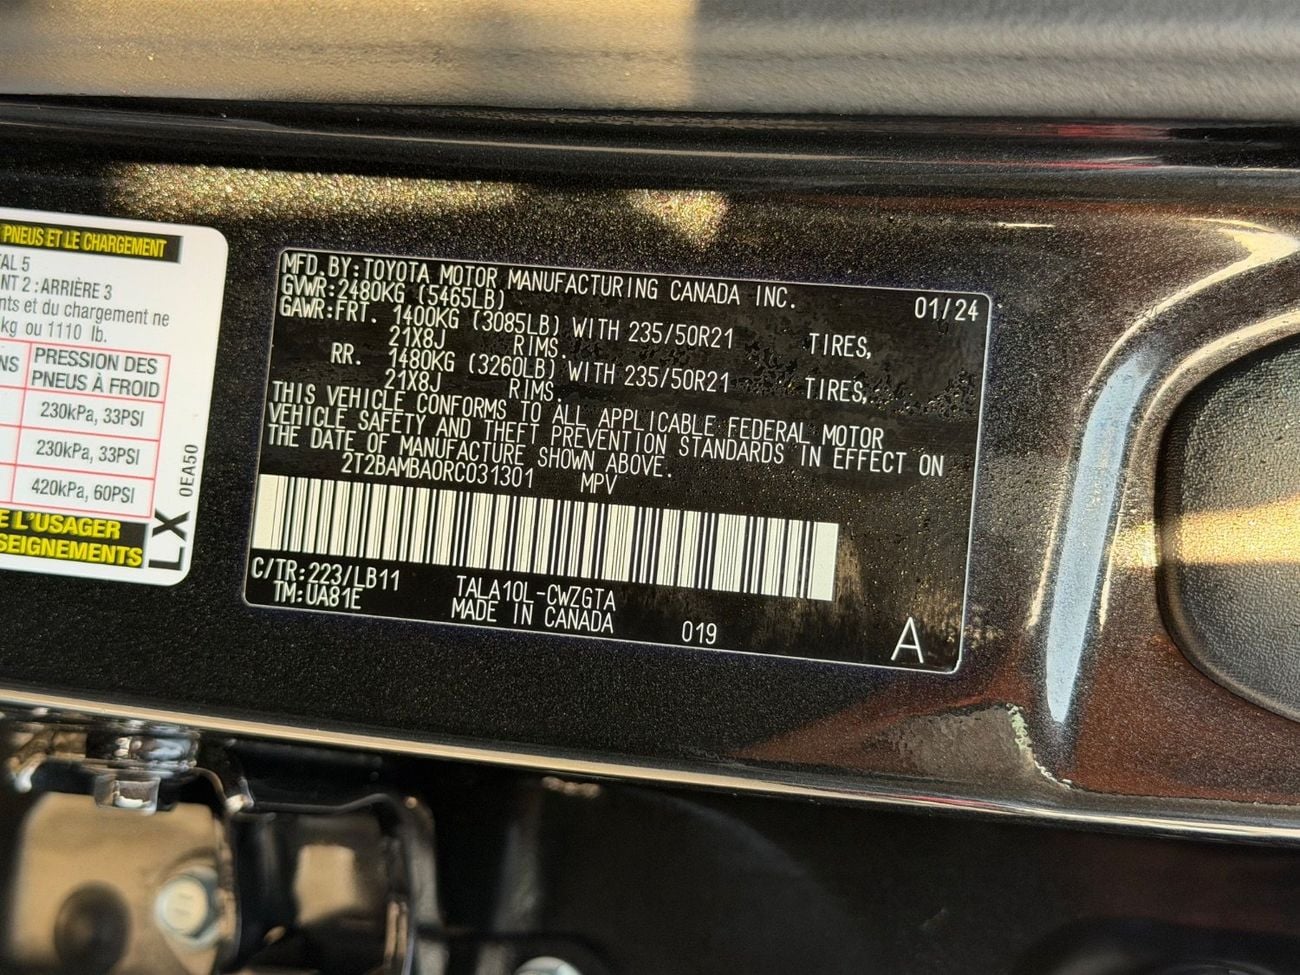 PNEUS ET LE CHARGEMENT
TAL 5
NT 2 : ARRIÈRE 3
nts et du chargement ne
kg ou 1110 lb.
NS PRESSION DES
PNEUS À FROID
230kPa, 33PSI
230kPa, 33PSI
420kPa, 60PSI
E L'USAGER
SEIGNEMENTS
LX 0EA50
MFD.BY:TOYOTA MOTOR MANUFACTURING CANADA INC. 01/24
GVWR:2480KG (5465LB)
GAWR:FRT. 1400KG (3085LB) WITH 235/50R21 TIRES,
21X8J RIMS.
RR. 1480KG (3260LB) WITH 235/50R21 TIRES,
21X8J RIMS.
THIS VEHICLE CONFORMS TO ALL APPLICABLE FEDERAL MOTOR
VEHICLE SAFETY AND THEFT PREVENTION STANDARDS IN EFFECT ON
THE DATE OF MANUFACTURE SHOWN ABOVE.
2T2BAMBA0RC031301 MPV
C/TR:223/LB11 TALA10L-CWZGTA
TM:UA81E MADE IN CANADA 019 A